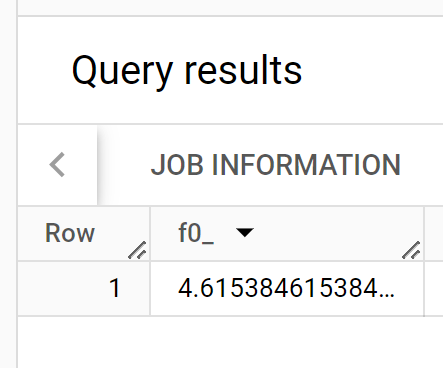 Query results
JOB INFORMATION
Row f0_
1 4.615384615384...